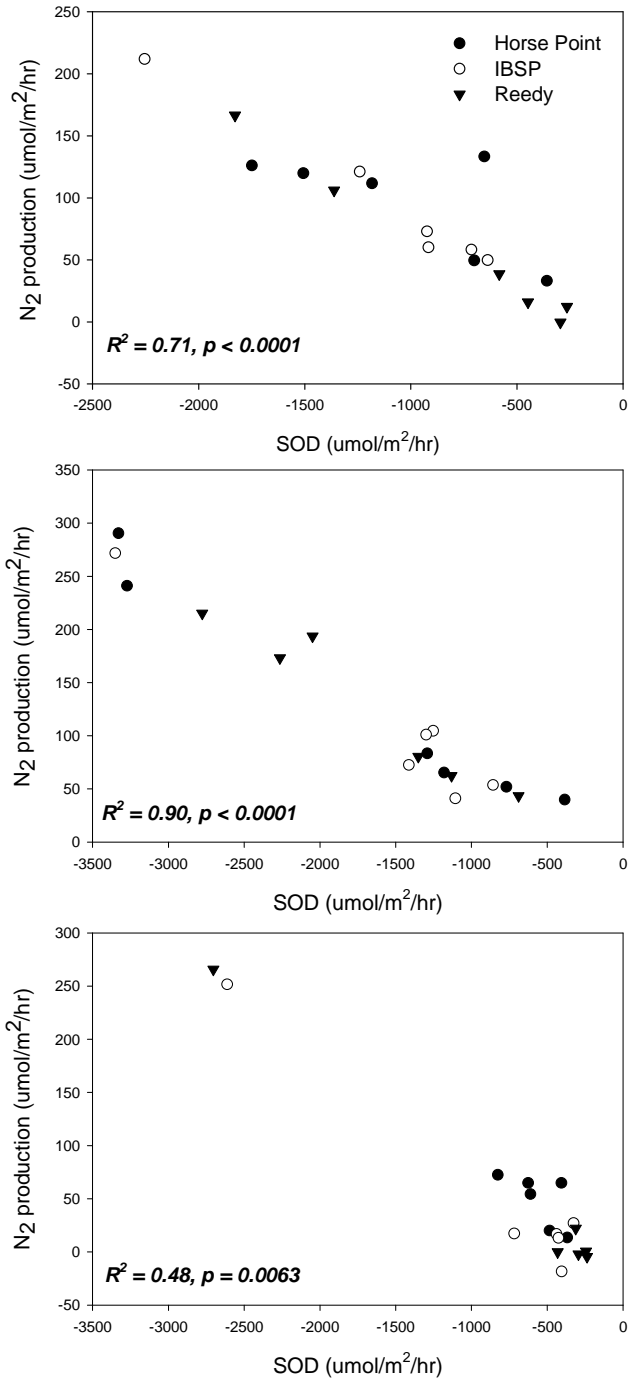 250
200
150
100
50
0
-50
N2 production (umol/m²/hr)
Horse Point
IBSP
Reedy
R² = 0.71, p < 0.0001
-2500 -2000 -1500 -1000 -500 0
SOD (umol/m²/hr)
350
300
250
200
150
100
50
0
N2 production (umol/m²/hr)
R² = 0.90, p < 0.0001
-3500 -3000 -2500 -2000 -1500 -1000 -500 0
SOD (umol/m²/hr)
300
250
200
150
100
50
0
-50
N2 production (umol/m²/hr)
R² = 0.48, p = 0.0063
-3500 -3000 -2500 -2000 -1500 -1000 -500 0
SOD (umol/m²/hr)